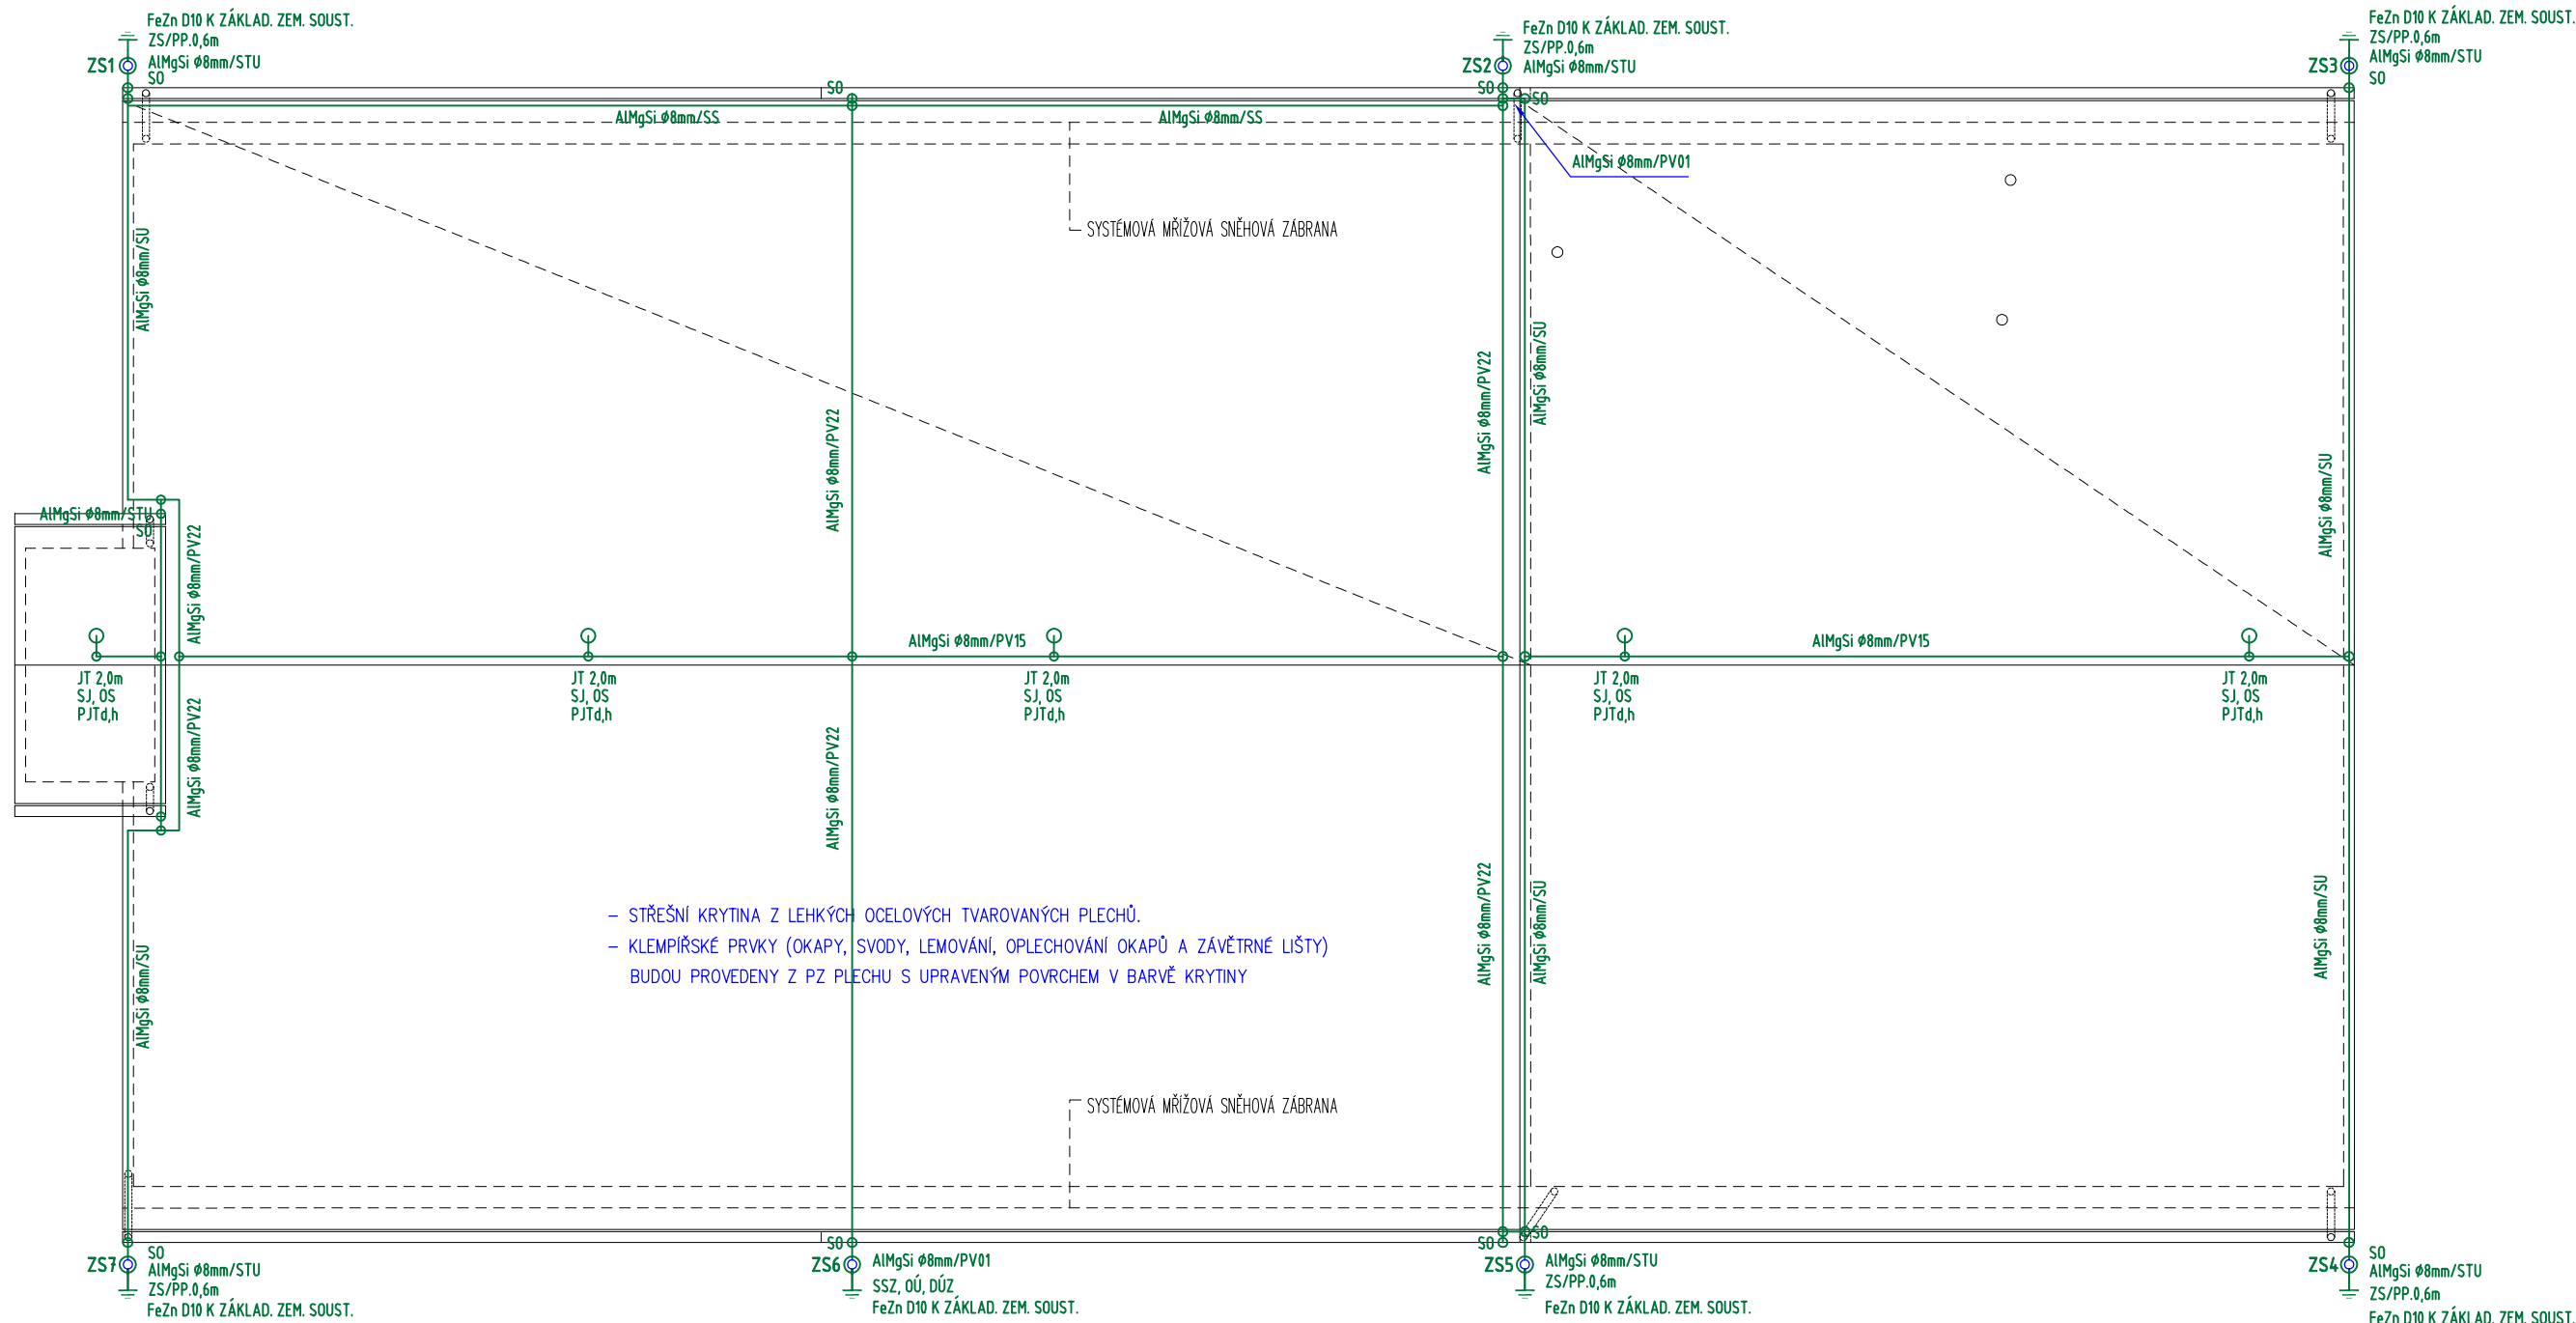 FeZn D10 K ZÁKLAD. ZEM. SOUST.
ZS/PP.0,6m
ZS1
AlMgSi ø8mm/STU
SO
FeZn D10 K ZÁKLAD. ZEM. SOUST.
ZS/PP.0,6m
ZS2
AlMgSi ø8mm/STU
FeZn D10 K ZÁKLAD. ZEM. SOUST.
ZS/PP.0,6m
AlMgSi ø8mm/STU
ZS3
SO
SO
SO
SO
AlMgSi ø8mm/SS
AlMgSi ø8mm/SS
AlMgSi ø8mm/PV01
SYSTÉMOVÁ MŘÍŽOVÁ SNĚHOVÁ ZÁBRANA
AlMgSi ø8mm/SU
AlMgSi ø8mm/PV22
AlMgSi ø8mm/PV22
AlMgSi ø8mm/SU
AlMgSi ø8mm/SU
AlMgSi ø8mm/STU
SO
AlMgSi ø8mm/PV22
AlMgSi ø8mm/PV15
AlMgSi ø8mm/PV15
JT 2,0m
SJ, OS
PJTd,h
JT 2,0m
SJ, OS
PJTd,h
JT 2,0m
SJ, OS
PJTd,h
JT 2,0m
SJ, OS
PJTd,h
JT 2,0m
SJ, OS
PJTd,h
AlMgSi ø8mm/PV22
AlMgSi ø8mm/PV22
AlMgSi ø8mm/PV22
AlMgSi ø8mm/SU
AlMgSi ø8mm/SU
AlMgSi ø8mm/SU
– STŘEŠNÍ KRYTINA Z LEHKÝCH OCELOVÝCH TVAROVANÝCH PLECHŮ.
– KLEMPÍŘSKÉ PRVKY (OKAPY, SVODY, LEMOVÁNÍ, OPLECHOVÁNÍ OKAPŮ A ZÁVĚTRNÉ LIŠTY)
BUDOU PROVEDENY Z PZ PLECHU S UPRAVENÝM POVRCHEM V BARVĚ KRYTINY
SYSTÉMOVÁ MŘÍŽOVÁ SNĚHOVÁ ZÁBRANA
SO
ZS7
AlMgSi ø8mm/STU
ZS/PP.0,6m
FeZn D10 K ZÁKLAD. ZEM. SOUST.
SO
ZS6
AlMgSi ø8mm/PV01
SSZ, OÚ, DÚZ
FeZn D10 K ZÁKLAD. ZEM. SOUST.
SO
SO
ZS5
AlMgSi ø8mm/STU
ZS/PP.0,6m
FeZn D10 K ZÁKLAD. ZEM. SOUST.
SO
ZS4
AlMgSi ø8mm/STU
ZS/PP.0,6m
FeZn D10 K ZÁKLAD. ZEM. SOUST.